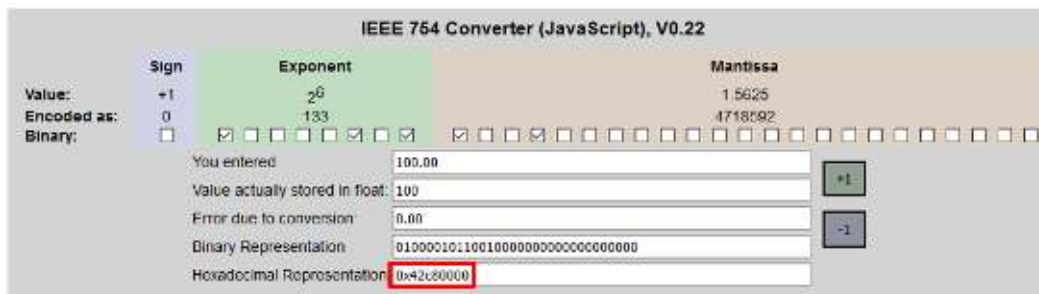 IEEE 754 Converter (JavaScript), V0.22
Sign Exponent Mantissa
Value: +1 2^6 1.5625
Encoded as: 0 133 4718592
Binary:
You entered 100.00
Value actually stored in float: 100
Error due to conversion 0.00
Binary Representation 01000010110010000000000000000000
Hexadecimal Representation 0x42c80000
+1
-1